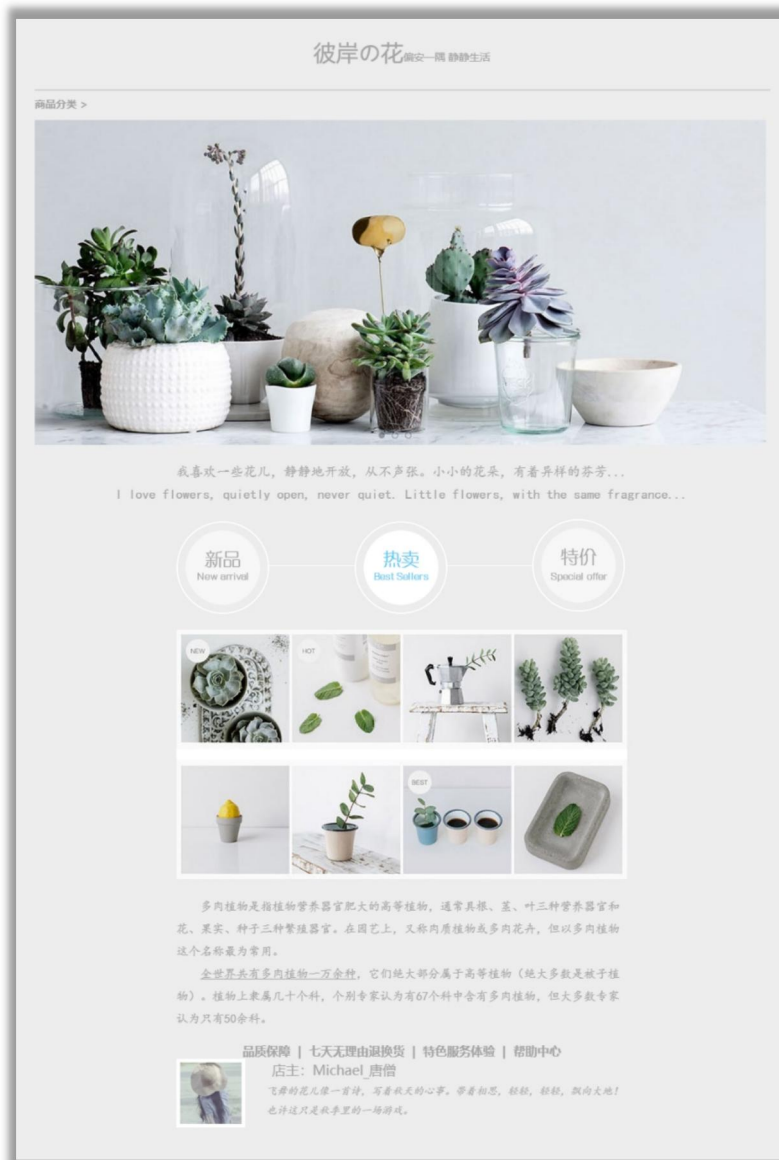 彼岸の花偏安一隅 静静生活
商品分类 >
我喜欢一些花儿，静静地开放，从不声张。小小的花朵，有着异样的芬芳...
I love flowers, quietly open, never quiet. Little flowers, with the same fragrance...
新品
New arrival
热卖
Best Sellers
特价
Special offer
NEW
HOT
BEST
多肉植物是指植物营养器官肥大的高等植物，通常具根、茎、叶三种营养器官和
花、果实、种子三种繁殖器官。在园艺上，又称肉质植物或多肉花卉，但以多肉植物
这个名称最为常用。
全世界共有多肉植物一万余种，它们绝大部分属于高等植物（绝大多数是被子植
物）。植物上隶属几十个科，个别专家认为有67个科中含有多肉植物，但大多数专家
认为只有50余科。
品质保障 | 七天无理由退换货 | 特色服务体验 | 帮助中心
店主：Michael_唐僧
飞舞的花儿像一首诗，写着秋天的心事。带着相思，轻轻，轻轻，飘向大地！
也许这只是秋季里的一场游戏。